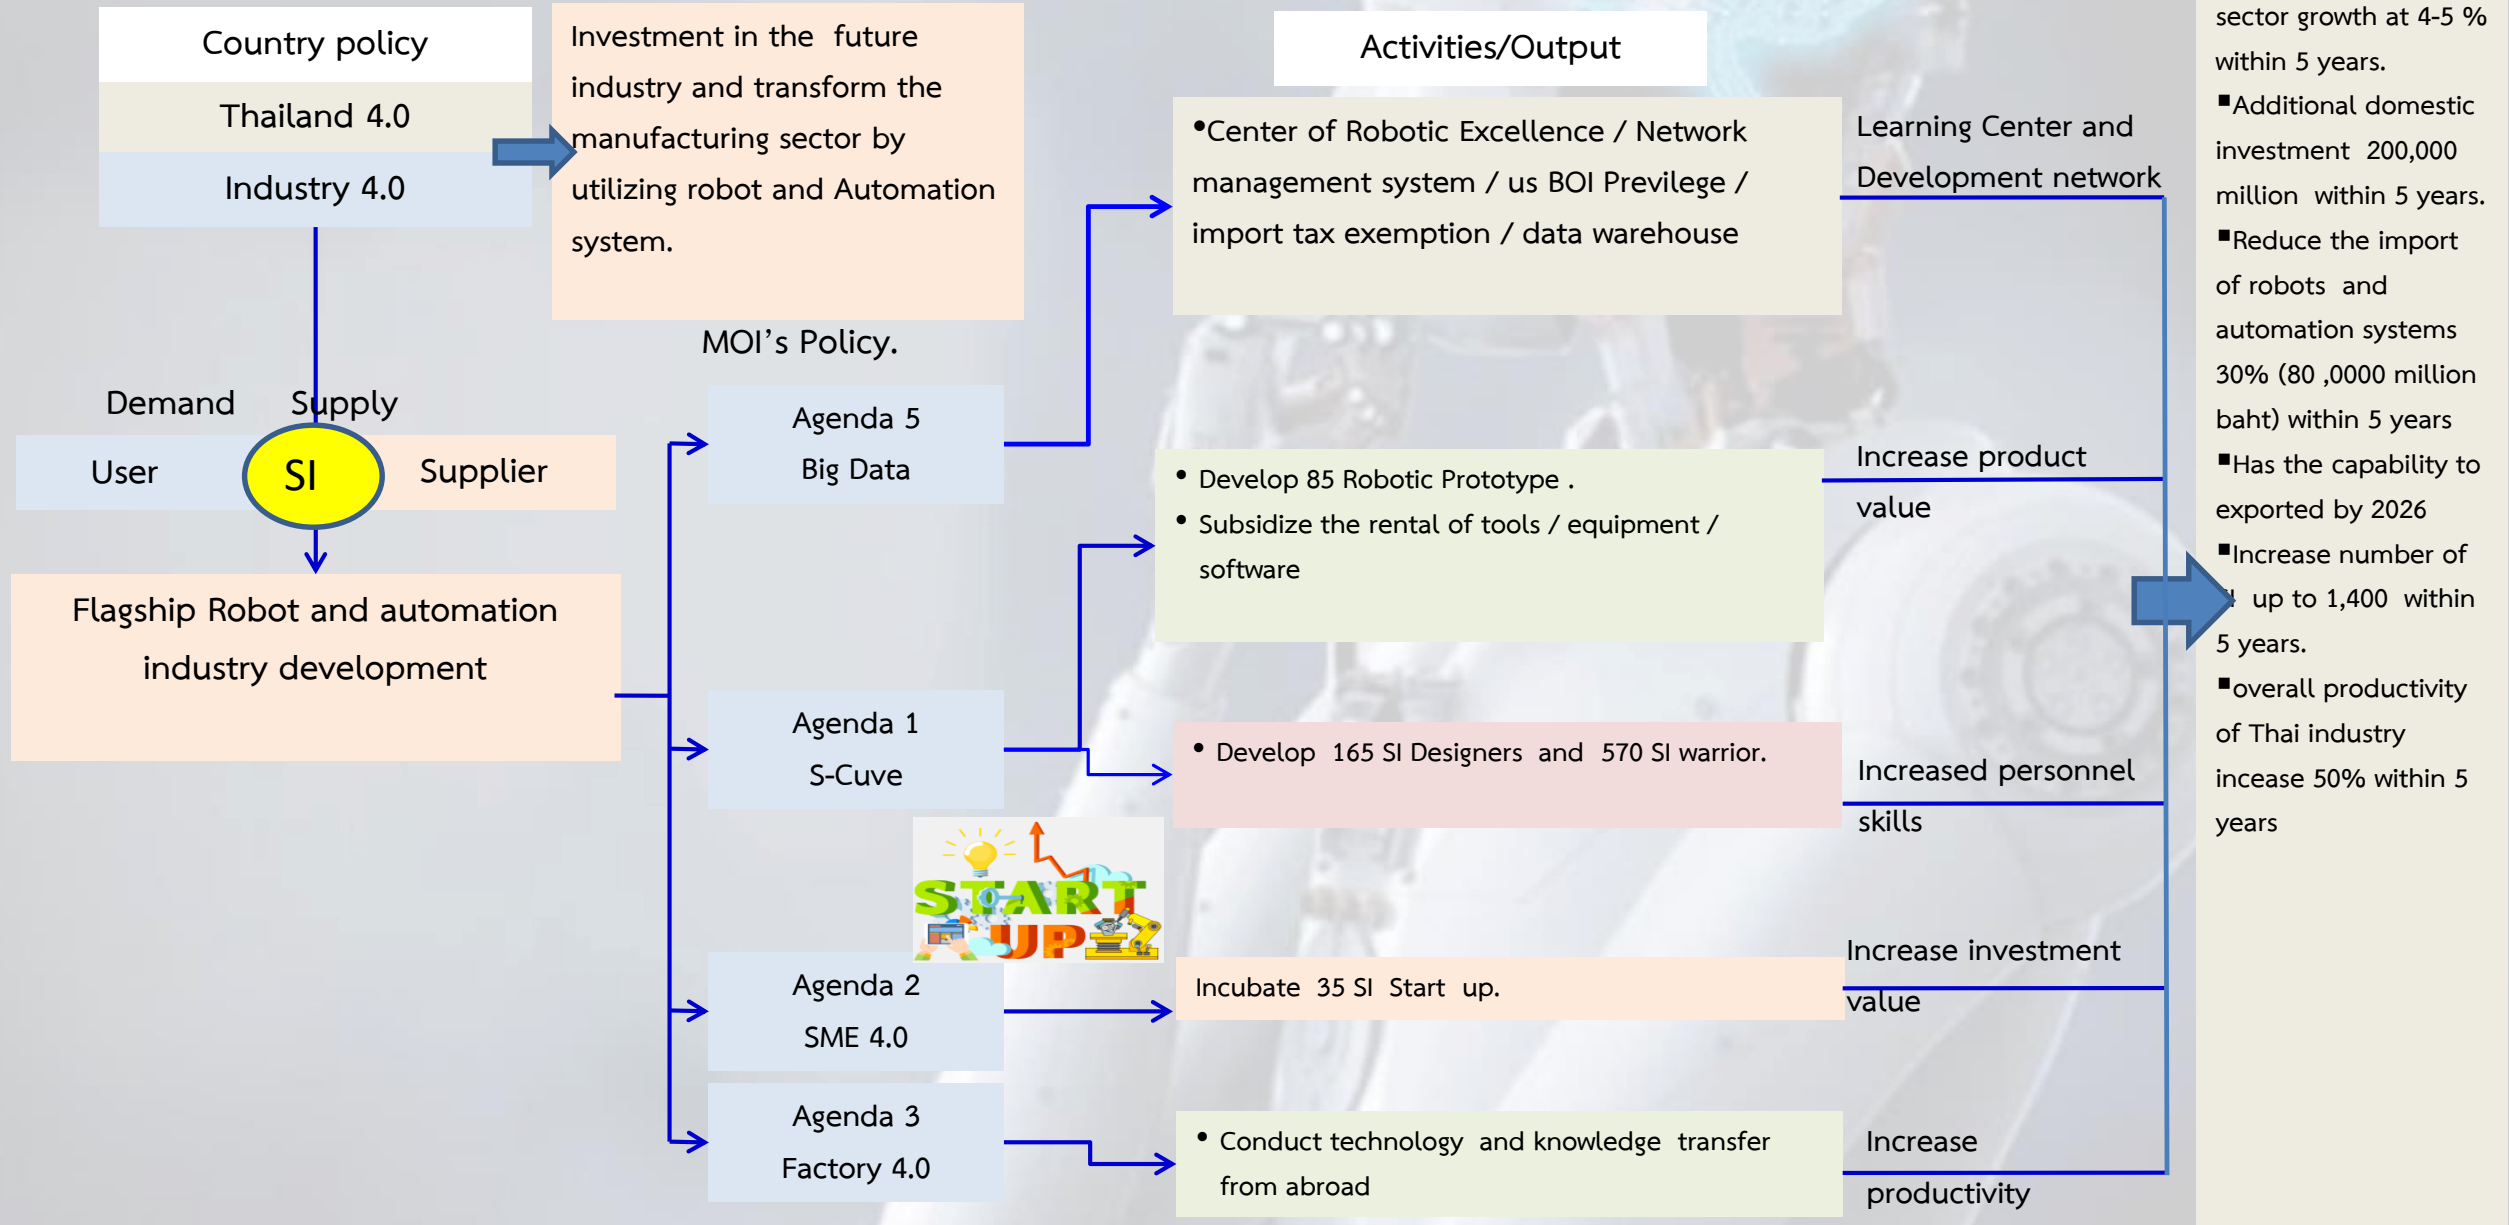 Country policy
Thailand 4.0
Industry 4.0
Investment in the future
industry and transform the
manufacturing sector by
utilizing robot and Automation
system.
MOI's Policy.
Demand
Supply
User
SI
Supplier
Flagship Robot and automation
industry development
Agenda 5
Big Data
Agenda 1
S-Cuve
START
UP
Agenda 2
SME 4.0
Agenda 3
Factory 4.0
Activities/Output
•Center of Robotic Excellence / Network
management system / us BOI Previlege /
import tax exemption / data warehouse
• Develop 85 Robotic Prototype .
• Subsidize the rental of tools / equipment /
software
• Develop 165 SI Designers and 570 SI warrior.
Incubate 35 SI Start up.
• Conduct technology and knowledge transfer
from abroad
Learning Center and
Development network
Increase product
value
Increased personnel
skills
Increase investment
value
Increase
productivity
sector growth at 4-5 %
within 5 years.
▪Additional domestic
investment 200,000
million within 5 years.
▪Reduce the import
of robots and
automation systems
30% (80 ,0000 million
baht) within 5 years
▪Has the capability to
exported by 2026
▪Increase number of
up to 1,400 within
5 years.
▪overall productivity
of Thai industry
incease 50% within 5
years